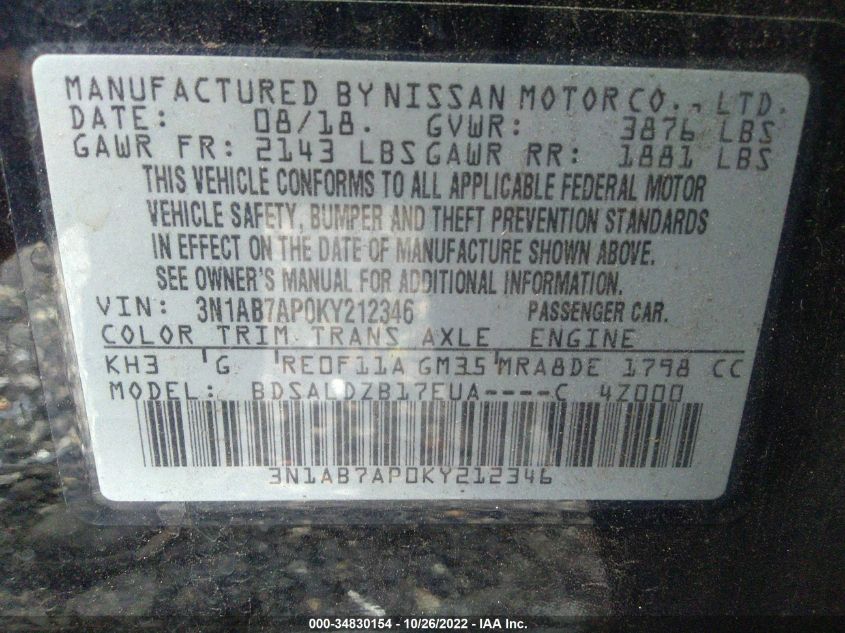 MANUFACTURED BY NISSAN MOTOR CO., LTD.
DATE: 08/18. GVWR: 3876 LBS
GAWR FR: 2143 LBS GAWR RR: 1881 LBS
THIS VEHICLE CONFORMS TO ALL APPLICABLE FEDERAL MOTOR
VEHICLE SAFETY, BUMPER AND THEFT PREVENTION STANDARDS
IN EFFECT ON THE DATE OF MANUFACTURE SHOWN ABOVE.
SEE OWNER'S MANUAL FOR ADDITIONAL INFORMATION.
VIN: 3N1AB7AP0KY212346 PASSENGER CAR.
COLOR TRIM TRANS AXLE ENGINE
KH3 G RE0F11A GM35 MRA8DE 1798 CC
MODEL: BDSALDZB17EUA----C 4Z000
3N1AB7AP0KY212346
000-34830154 - 10/26/2022 - IAA Inc.